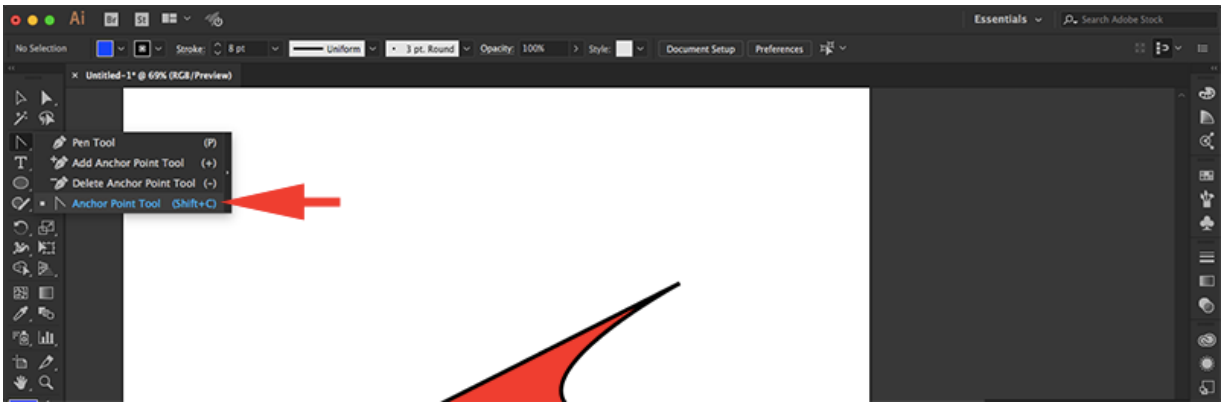 Ai Br St Essentials Search Adobe Stock
No Selection Stroke: 8 pt Uniform 3 pt. Round Opacity: 100% Style: Document Setup Preferences
× Untitled-1* @ 69% (RGB/Preview)
Pen Tool (P)
Add Anchor Point Tool (+)
Delete Anchor Point Tool (-)
Anchor Point Tool (Shift+C)